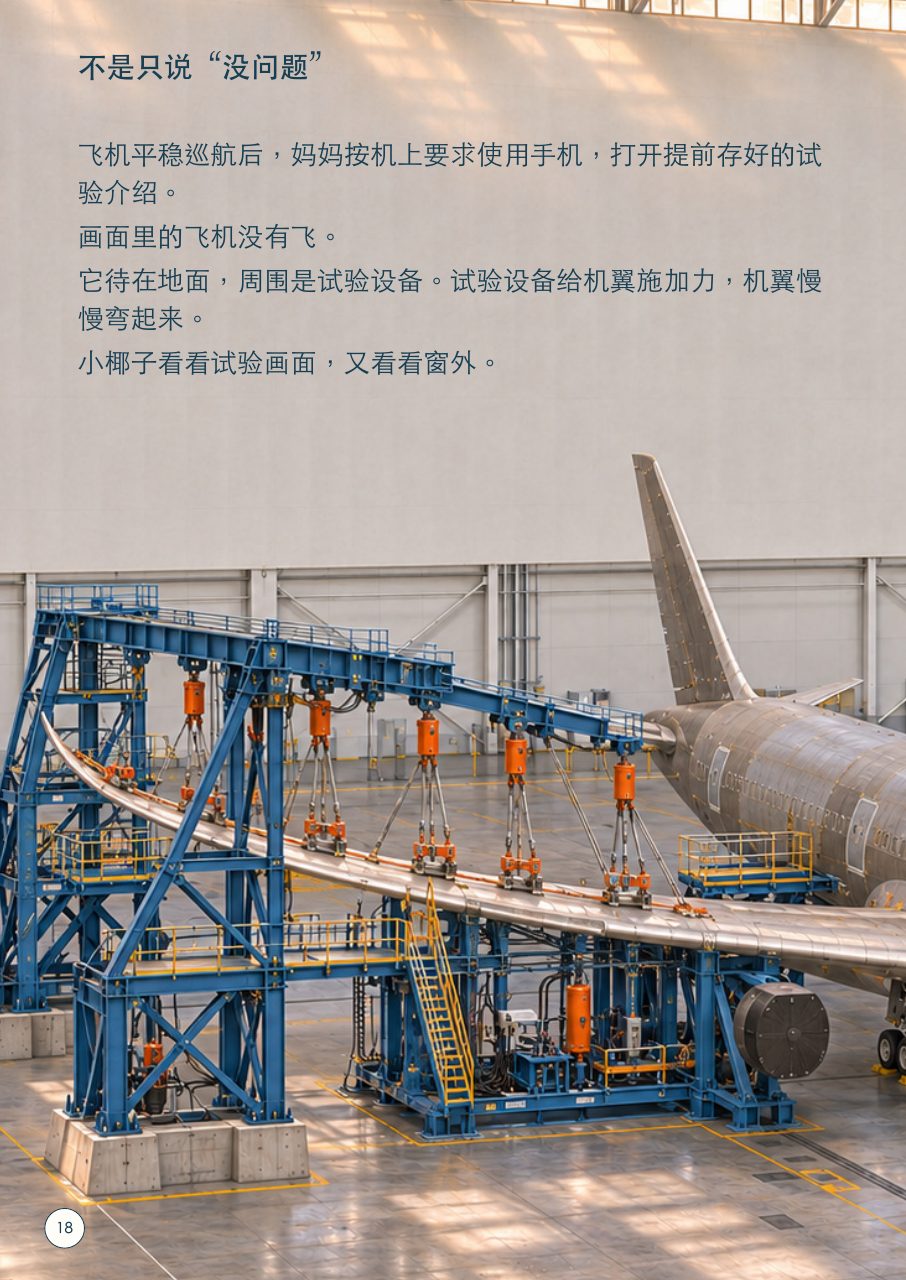 不是只说“没问题”
飞机平稳巡航后，妈妈按机上要求使用手机，打开提前存好的试
验介绍。
画面里的飞机没有飞。
它待在地面，周围是试验设备。试验设备给机翼施加力，机翼慢
慢弯起来。
小椰子看看试验画面，又看看窗外。
18